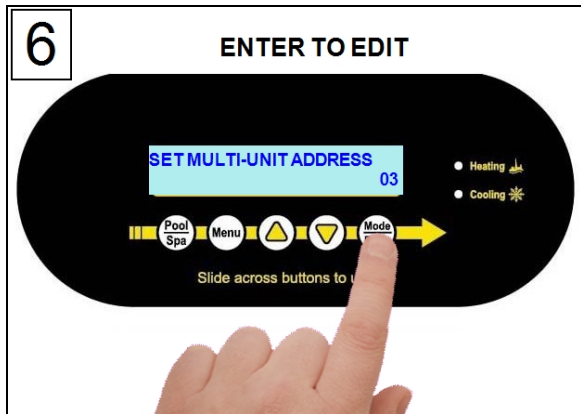 6
ENTER TO EDIT
SET MULTI-UNIT ADDRESS
03
Heating
Cooling
Pool
Spa
Menu
Mode
Slide across buttons to